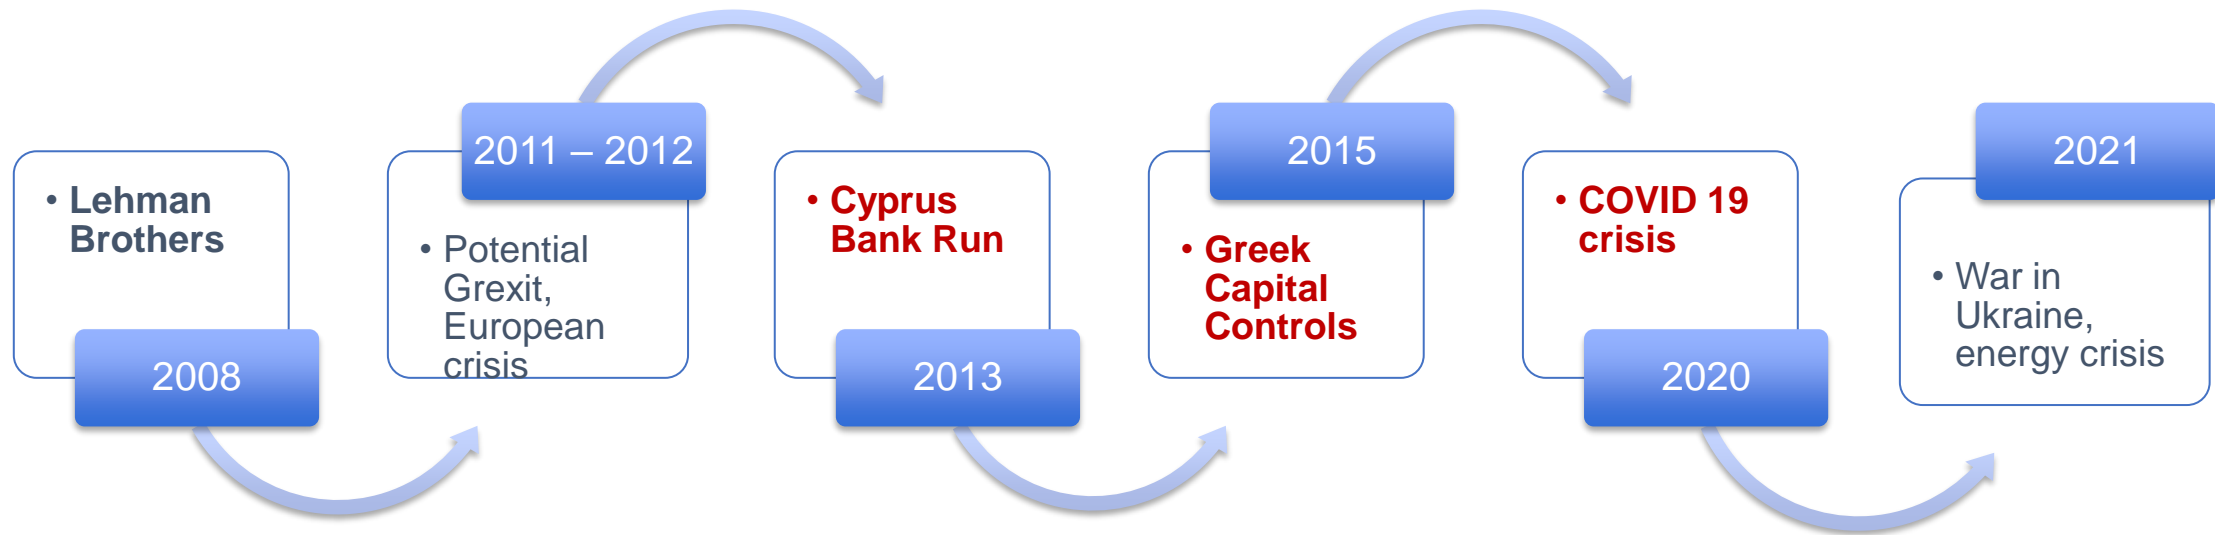 • Lehman
Brothers
2008
2011 – 2012
• Potential
Grexit,
European
crisis
• Cyprus
Bank Run
2013
2015
• Greek
Capital
Controls
• COVID 19
crisis
2020
2021
• War in
Ukraine,
energy crisis